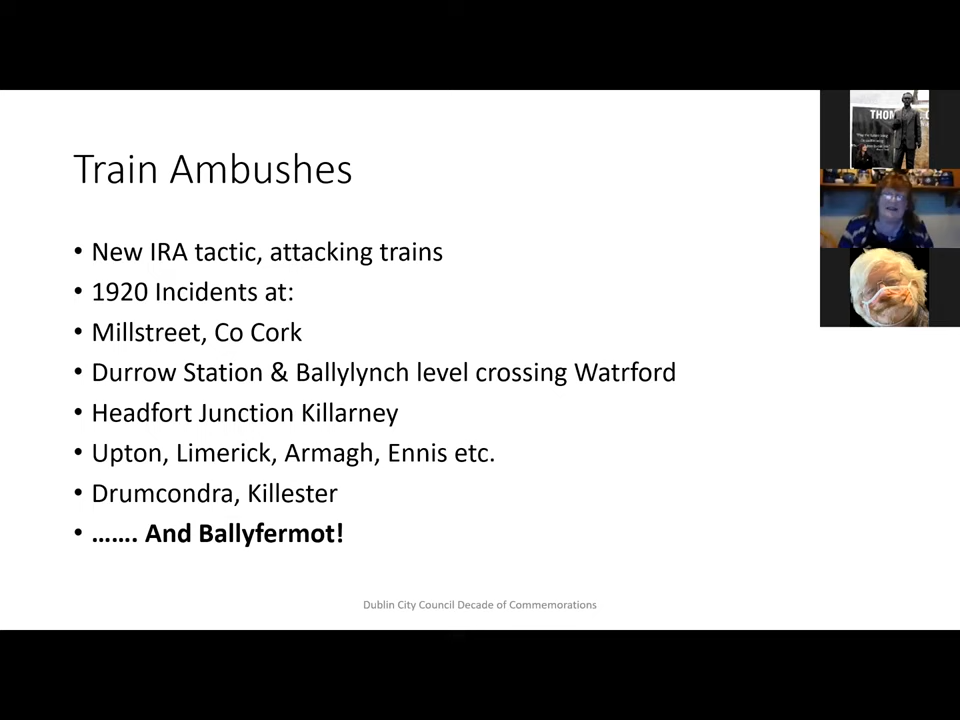 Train Ambushes
• New IRA tactic, attacking trains
• 1920 Incidents at:
• Millstreet, Co Cork
• Durrow Station & Ballylynch level crossing Watrford
• Headfort Junction Killarney
• Upton, Limerick, Armagh, Ennis etc.
• Drumcondra, Killester
• ....... And Ballyfermot!
Dublin City Council Decade of Commemorations